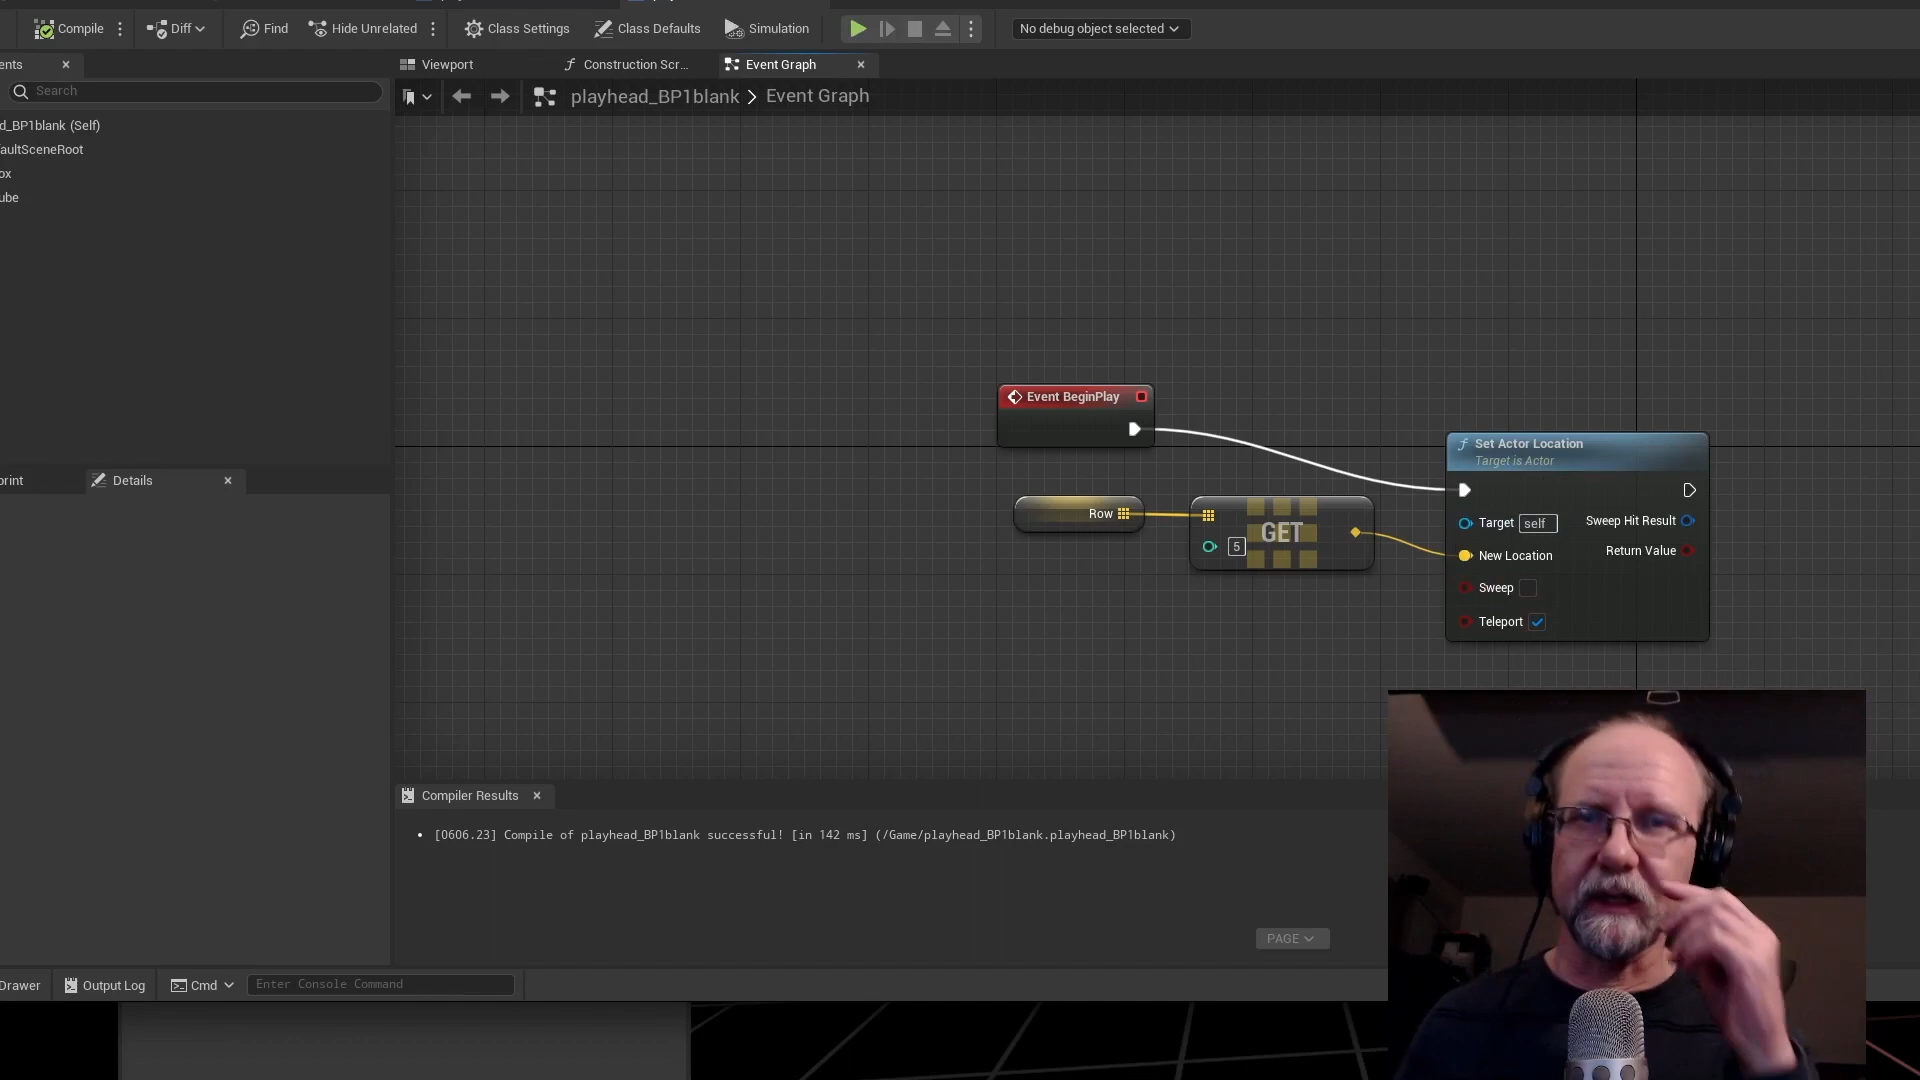 Compile
Diff
Find
Hide Unrelated
Class Settings
Class Defaults
Simulation
No debug object selected
ents
Viewport
Construction Scr...
Event Graph
Search
playhead_BP1blank > Event Graph
d_BP1blank (Self)
aultSceneRoot
ox
ube
Event BeginPlay
Set Actor Location
Target is Actor
Row
GET
5
Target self
Sweep Hit Result
New Location
Return Value
Sweep
Teleport
print
Details
Compiler Results
[0606.23] Compile of playhead_BP1blank successful! [in 142 ms] (/Game/playhead_BP1blank.playhead_BP1blank)
PAGE
Drawer
Output Log
Cmd
Enter Console Command